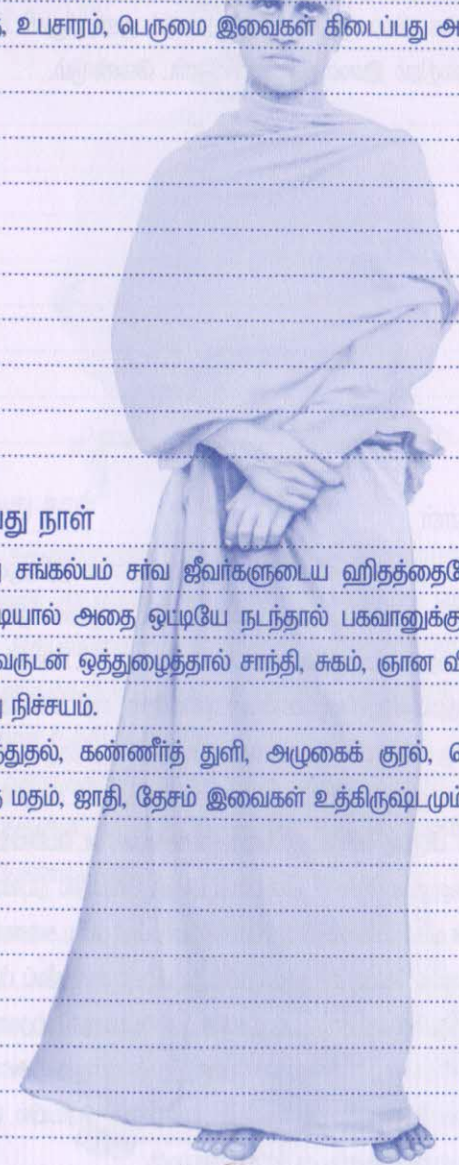 உபசாரம், பெருமை இவைகள் கிடைப்பது
து நாள்
சங்கல்பம் சர்வ ஜீவர்களுடைய ஹிதத்தை
டியால் அதை ஒட்டியே நடந்தால் பகவானுக்கு
வருடன் ஒத்துழைத்தால் சாந்தி, சுகம், ஞான வி
நிச்சயம்.
த்துதல், கண்ணீர்த் துளி, அழுகைக் குரல்,
மதம், ஜாதி, தேசம் இவைகள் உத்கிருஷ்டமும்